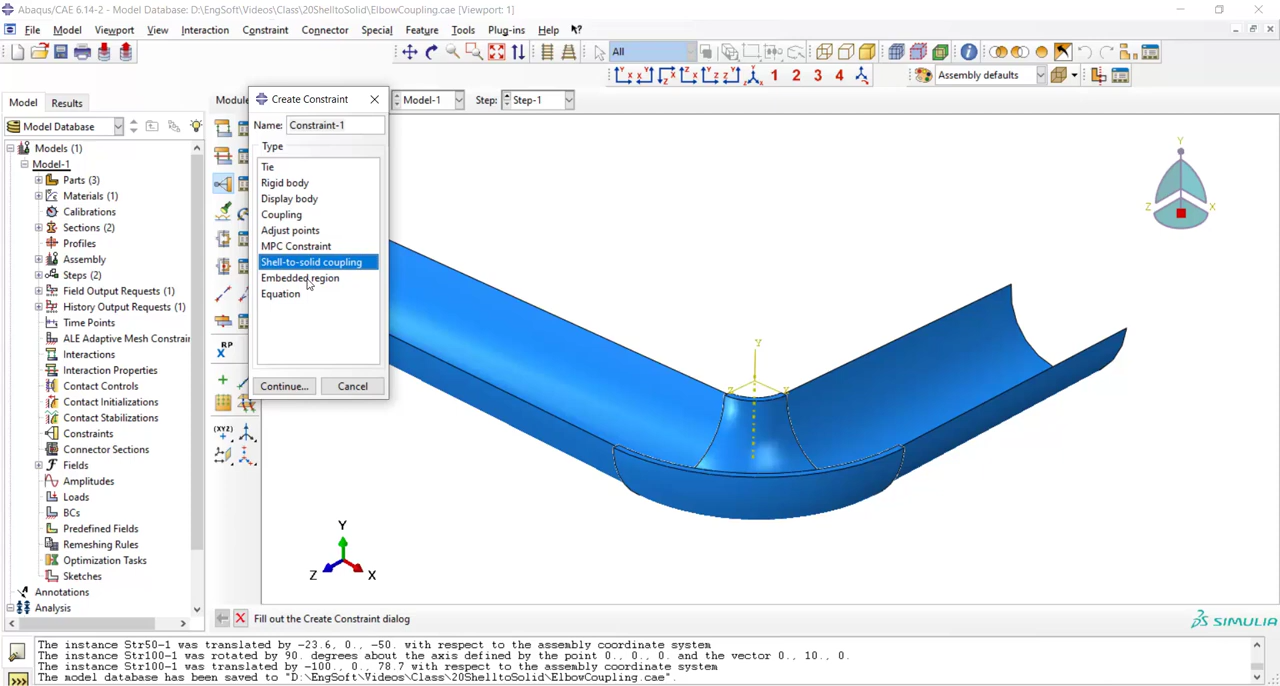 Abaqus/CAE 6.14-2 - Model Database: D:\EngSoft\Videos\Class\20ShelltoSolid\ElbowCoupling.cae [Viewport: 1]
File Model Viewport View Interaction Constraint Connector Special Feature Tools Plug-ins Help
All
1 2 3 4 Assembly defaults
Model Results Module Model-1 Step: Step-1
Create Constraint
Name: Constraint-1
Type
Tie
Rigid body
Display body
Coupling
Adjust points
MPC Constraint
Shell-to-solid coupling
Embedded region
Equation
Continue... Cancel
Model Database
Models (1)
Model-1
Parts (3)
Materials (1)
Calibrations
Sections (2)
Profiles
Assembly
Steps (2)
Field Output Requests (1)
History Output Requests (1)
Time Points
ALE Adaptive Mesh Constrain
Interactions
Interaction Properties
Contact Controls
Contact Initializations
Contact Stabilizations
Constraints
Connector Sections
Fields
Amplitudes
Loads
BCs
Predefined Fields
Remeshing Rules
Optimization Tasks
Sketches
Annotations
Analysis
RP
X
(XYZ)
Y
Z X
Y
Y
Z X
Fill out the Create Constraint dialog
SIMULIA
The instance Str50-1 was translated by -23.6, 0., -50. with respect to the assembly coordinate system
The instance Str100-1 was rotated by 90. degrees about the axis defined by the point 0., 0., 0. and the vector 0., 10., 0.
The instance Str100-1 was translated by -100., 0., 78.7 with respect to the assembly coordinate system
The model database has been saved to "D:\EngSoft\Videos\Class\20ShelltoSolid\ElbowCoupling.cae".